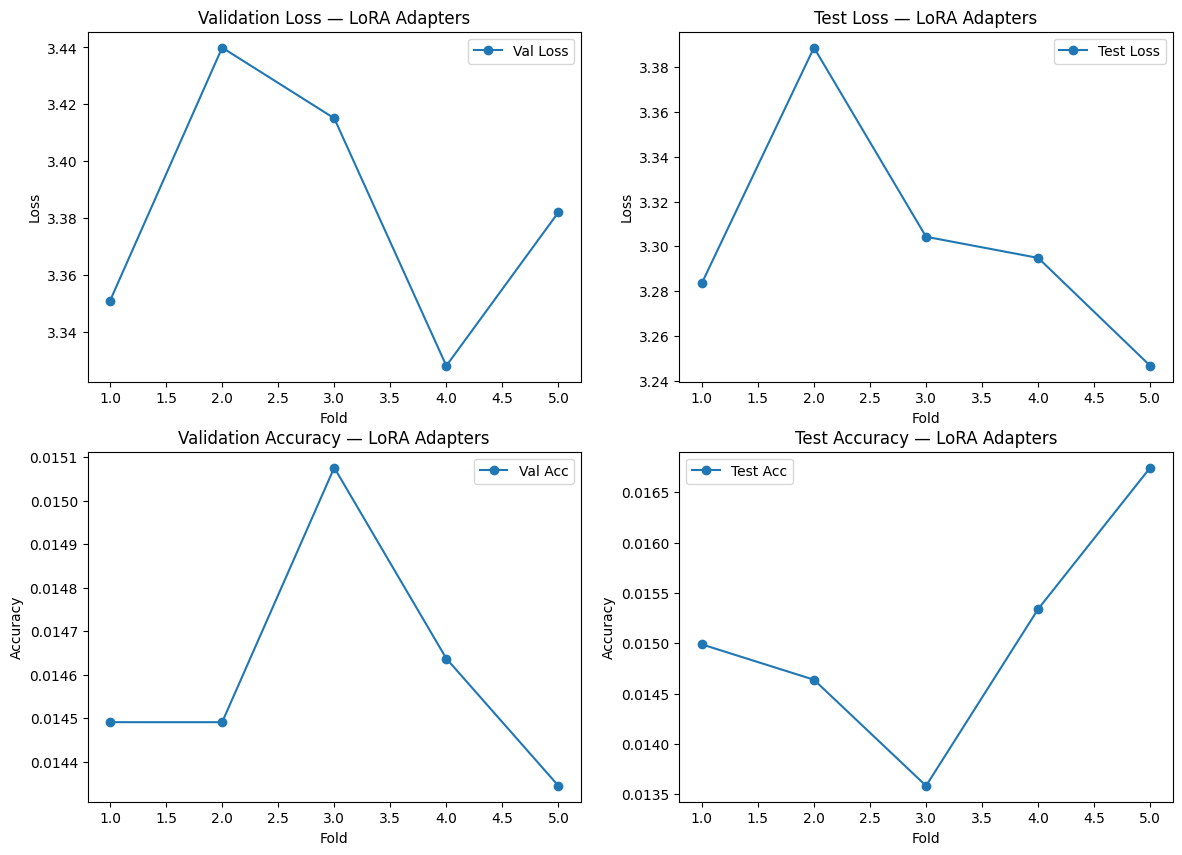 Validation Loss — LoRA Adapters
Val Loss
3.44
3.42
3.40
3.38
3.36
3.34
Loss
1.0 1.5 2.0 2.5 3.0 3.5 4.0 4.5 5.0
Fold
Test Loss — LoRA Adapters
Test Loss
3.38
3.36
3.34
3.32
3.30
3.28
3.26
3.24
Loss
1.0 1.5 2.0 2.5 3.0 3.5 4.0 4.5 5.0
Fold
Validation Accuracy — LoRA Adapters
Val Acc
0.0151
0.0150
0.0149
0.0148
0.0147
0.0146
0.0145
0.0144
Accuracy
1.0 1.5 2.0 2.5 3.0 3.5 4.0 4.5 5.0
Fold
Test Accuracy — LoRA Adapters
Test Acc
0.0165
0.0160
0.0155
0.0150
0.0145
0.0140
0.0135
Accuracy
1.0 1.5 2.0 2.5 3.0 3.5 4.0 4.5 5.0
Fold